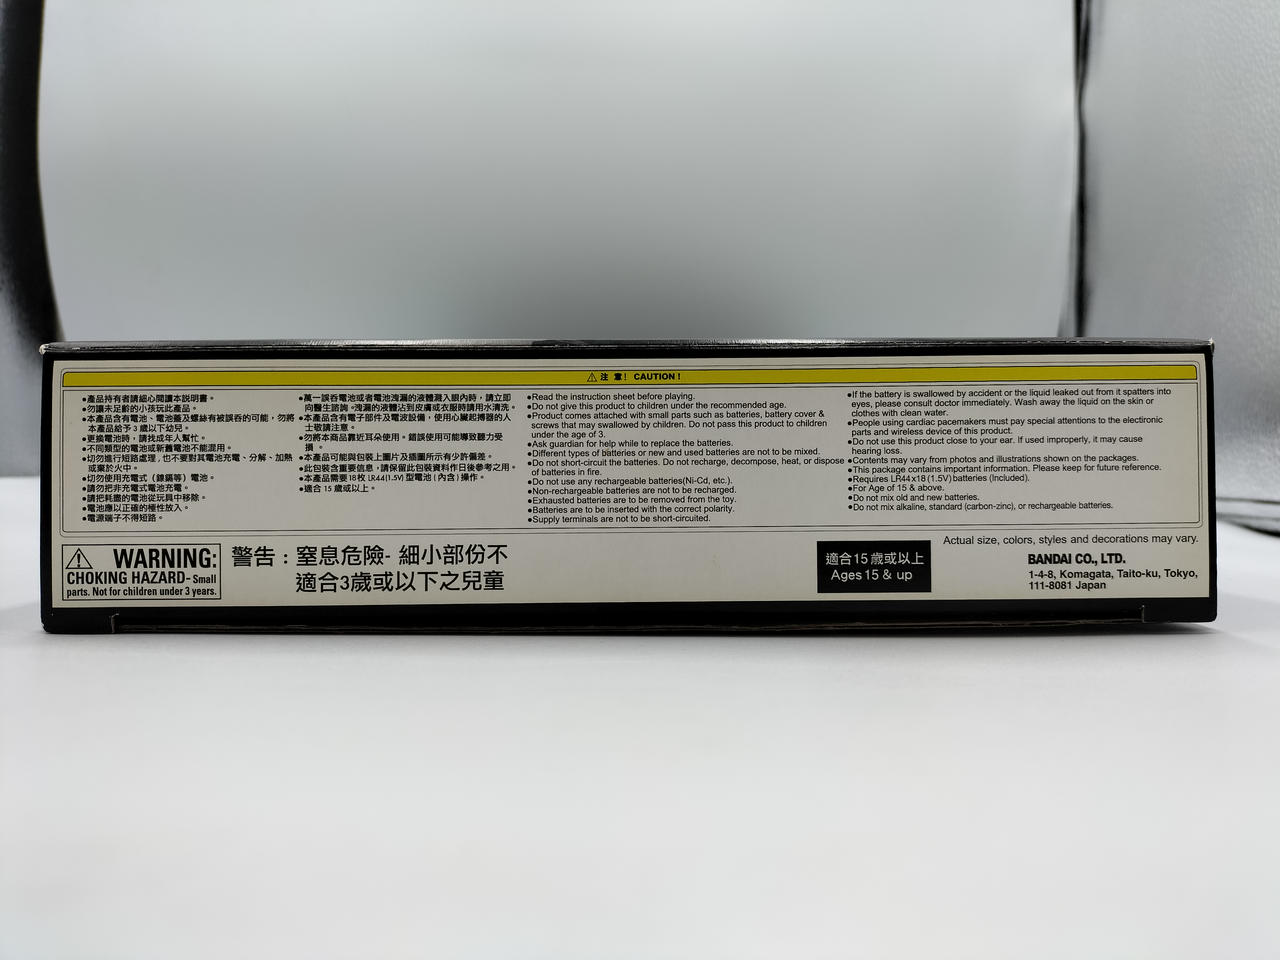 注 意! CAUTION!
●產品持有者請細心閱讀本說明書。
●勿讓未足齡的小孩玩此產品。
●本產品含有電池、電池蓋及螺絲有被誤吞的可能,勿將
本產品給予 3 歲以下幼兒。
●更換電池時,請找成年人幫忙。
●不同類型的電池或新舊電池不能混用。
●切勿進行短路處理,也不要對其電池充電、分解、加熱
或棄於火中。
●切勿使用充電式(鎳鎘等)電池。
●請勿把非充電式電池充電。
●請把耗盡的電池從玩具中移除。
●電池應以正確的極性放入。
●電源端子不得短路。
●萬一誤吞電池或者電池洩漏的液體濺入眼內時,請立即
向醫生諮詢。洩漏的液體沾到皮膚或衣服時請用水清洗。
●本產品含有電子部件及電波設備,使用心臟起搏器的人
士敬請注意。
●勿將本商品靠近耳朵使用。錯誤使用可能導致聽力受
損。
●本產品可能與包裝上圖片及插圖所示有少許偏差。
●此包裝含重要信息,請保留此包裝資料作日後參考之用。
●本產品需要 18枚 LR44(1.5V) 型電池(內含)操作。
●適合 15 歲或以上。
●Read the instruction sheet before playing.
●Do not give this product to children under the recommended age.
●Product comes attached with small parts such as batteries, battery cover &
screws that may swallowed by children. Do not pass this product to children
under the age of 3.
●Ask guardian for help while to replace the batteries.
●Different types of batteries or new and used batteries are not to be mixed.
●Do not short-circuit the batteries. Do not recharge, decompose, heat, or dispose
of batteries in fire.
●Do not use any rechargeable batteries(Ni-Cd, etc.).
●Non-rechargeable batteries are not to be recharged.
●Exhausted batteries are to be removed from the toy.
●Batteries are to be inserted with the correct polarity.
●Supply terminals are not to be short-circuited.
●If the battery is swallowed by accident or the liquid leaked out from it spatters into
eyes, please consult doctor immediately. Wash away the liquid on the skin or
clothes with clean water.
●People using cardiac pacemakers must pay special attentions to the electronic
parts and wireless device of this product.
●Do not use this product close to your ear. If used improperly, it may cause
hearing loss.
●Contents may vary from photos and illustrations shown on the packages.
●This package contains important information. Please keep for future reference.
●Requires LR44x18 (1.5V) batteries (Included).
●For Age of 15 & above.
●Do not mix old and new batteries.
●Do not mix alkaline, standard (carbon-zinc), or rechargeable batteries.
WARNING:
CHOKING HAZARD- Small
parts. Not for children under 3 years.
警告:窒息危險- 細小部份不
適合3歲或以下之兒童
適合15歲或以上
Ages 15 & up
Actual size, colors, styles and decorations may vary.
BANDAI CO., LTD.
1-4-8, Komagata, Taito-ku, Tokyo,
111-8081 Japan